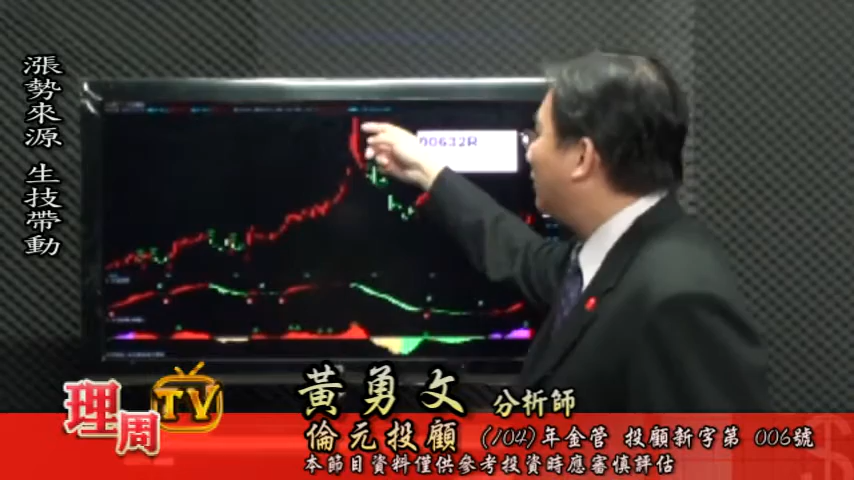 漲勢來源 生技帶動
00632R
理周TV
黃勇文 分析師
倫元投顧 (104)年金管 投顧新字第 006號
本節目資料僅供參考投資時應審慎評估